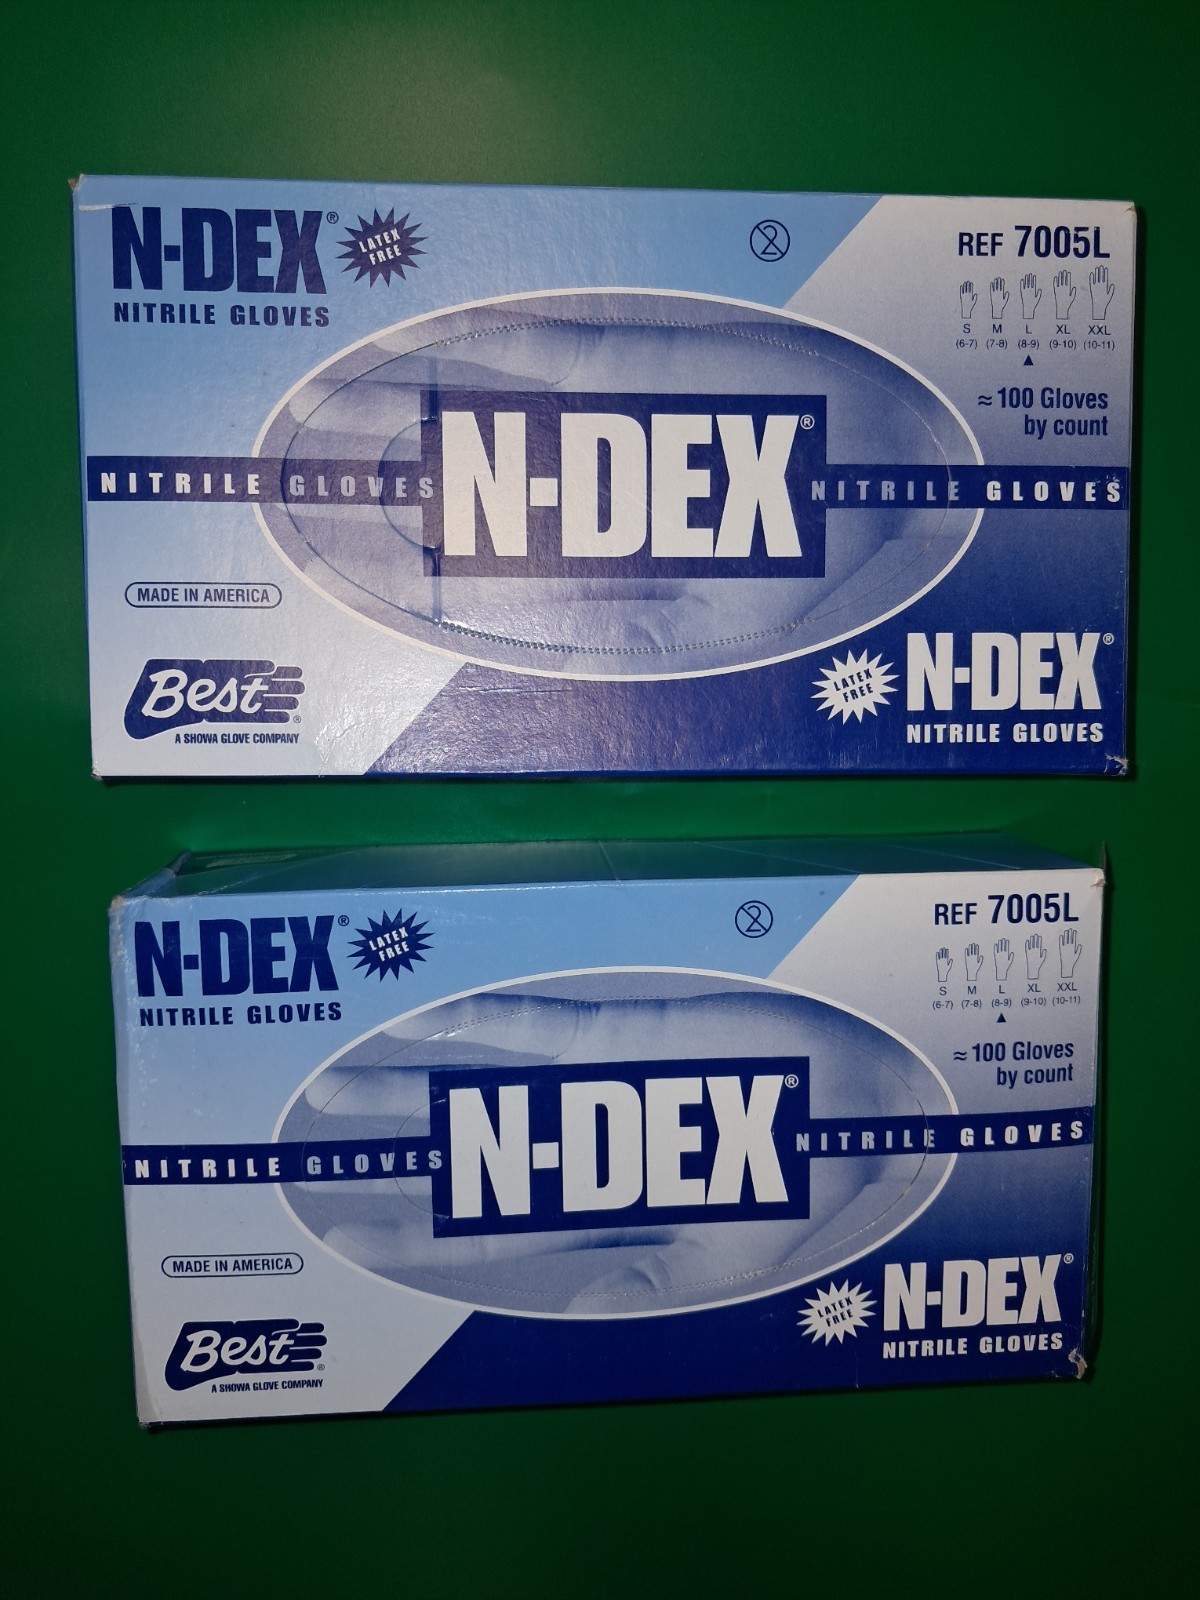 N-DEX®
LATEX
FREE
NITRILE GLOVES
2
REF 7005L
S M L XL XXL
(6-7) (7-8) (8-9) (9-10) (10-11)
≈100 Gloves
by count
NITRILE GLOVES
N-DEX®
NITRILE GLOVES
MADE IN AMERICA
Best®
A SHOWA GLOVE COMPANY
LATEX
FREE
N-DEX®
NITRILE GLOVES
N-DEX®
LATEX
FREE
NITRILE GLOVES
2
REF 7005L
S M L XL XXL
(6-7) (7-8) (8-9) (9-10) (10-11)
≈100 Gloves
by count
NITRILE GLOVES
N-DEX®
NITRILE GLOVES
MADE IN AMERICA
Best®
A SHOWA GLOVE COMPANY
LATEX
FREE
N-DEX®
NITRILE GLOVES